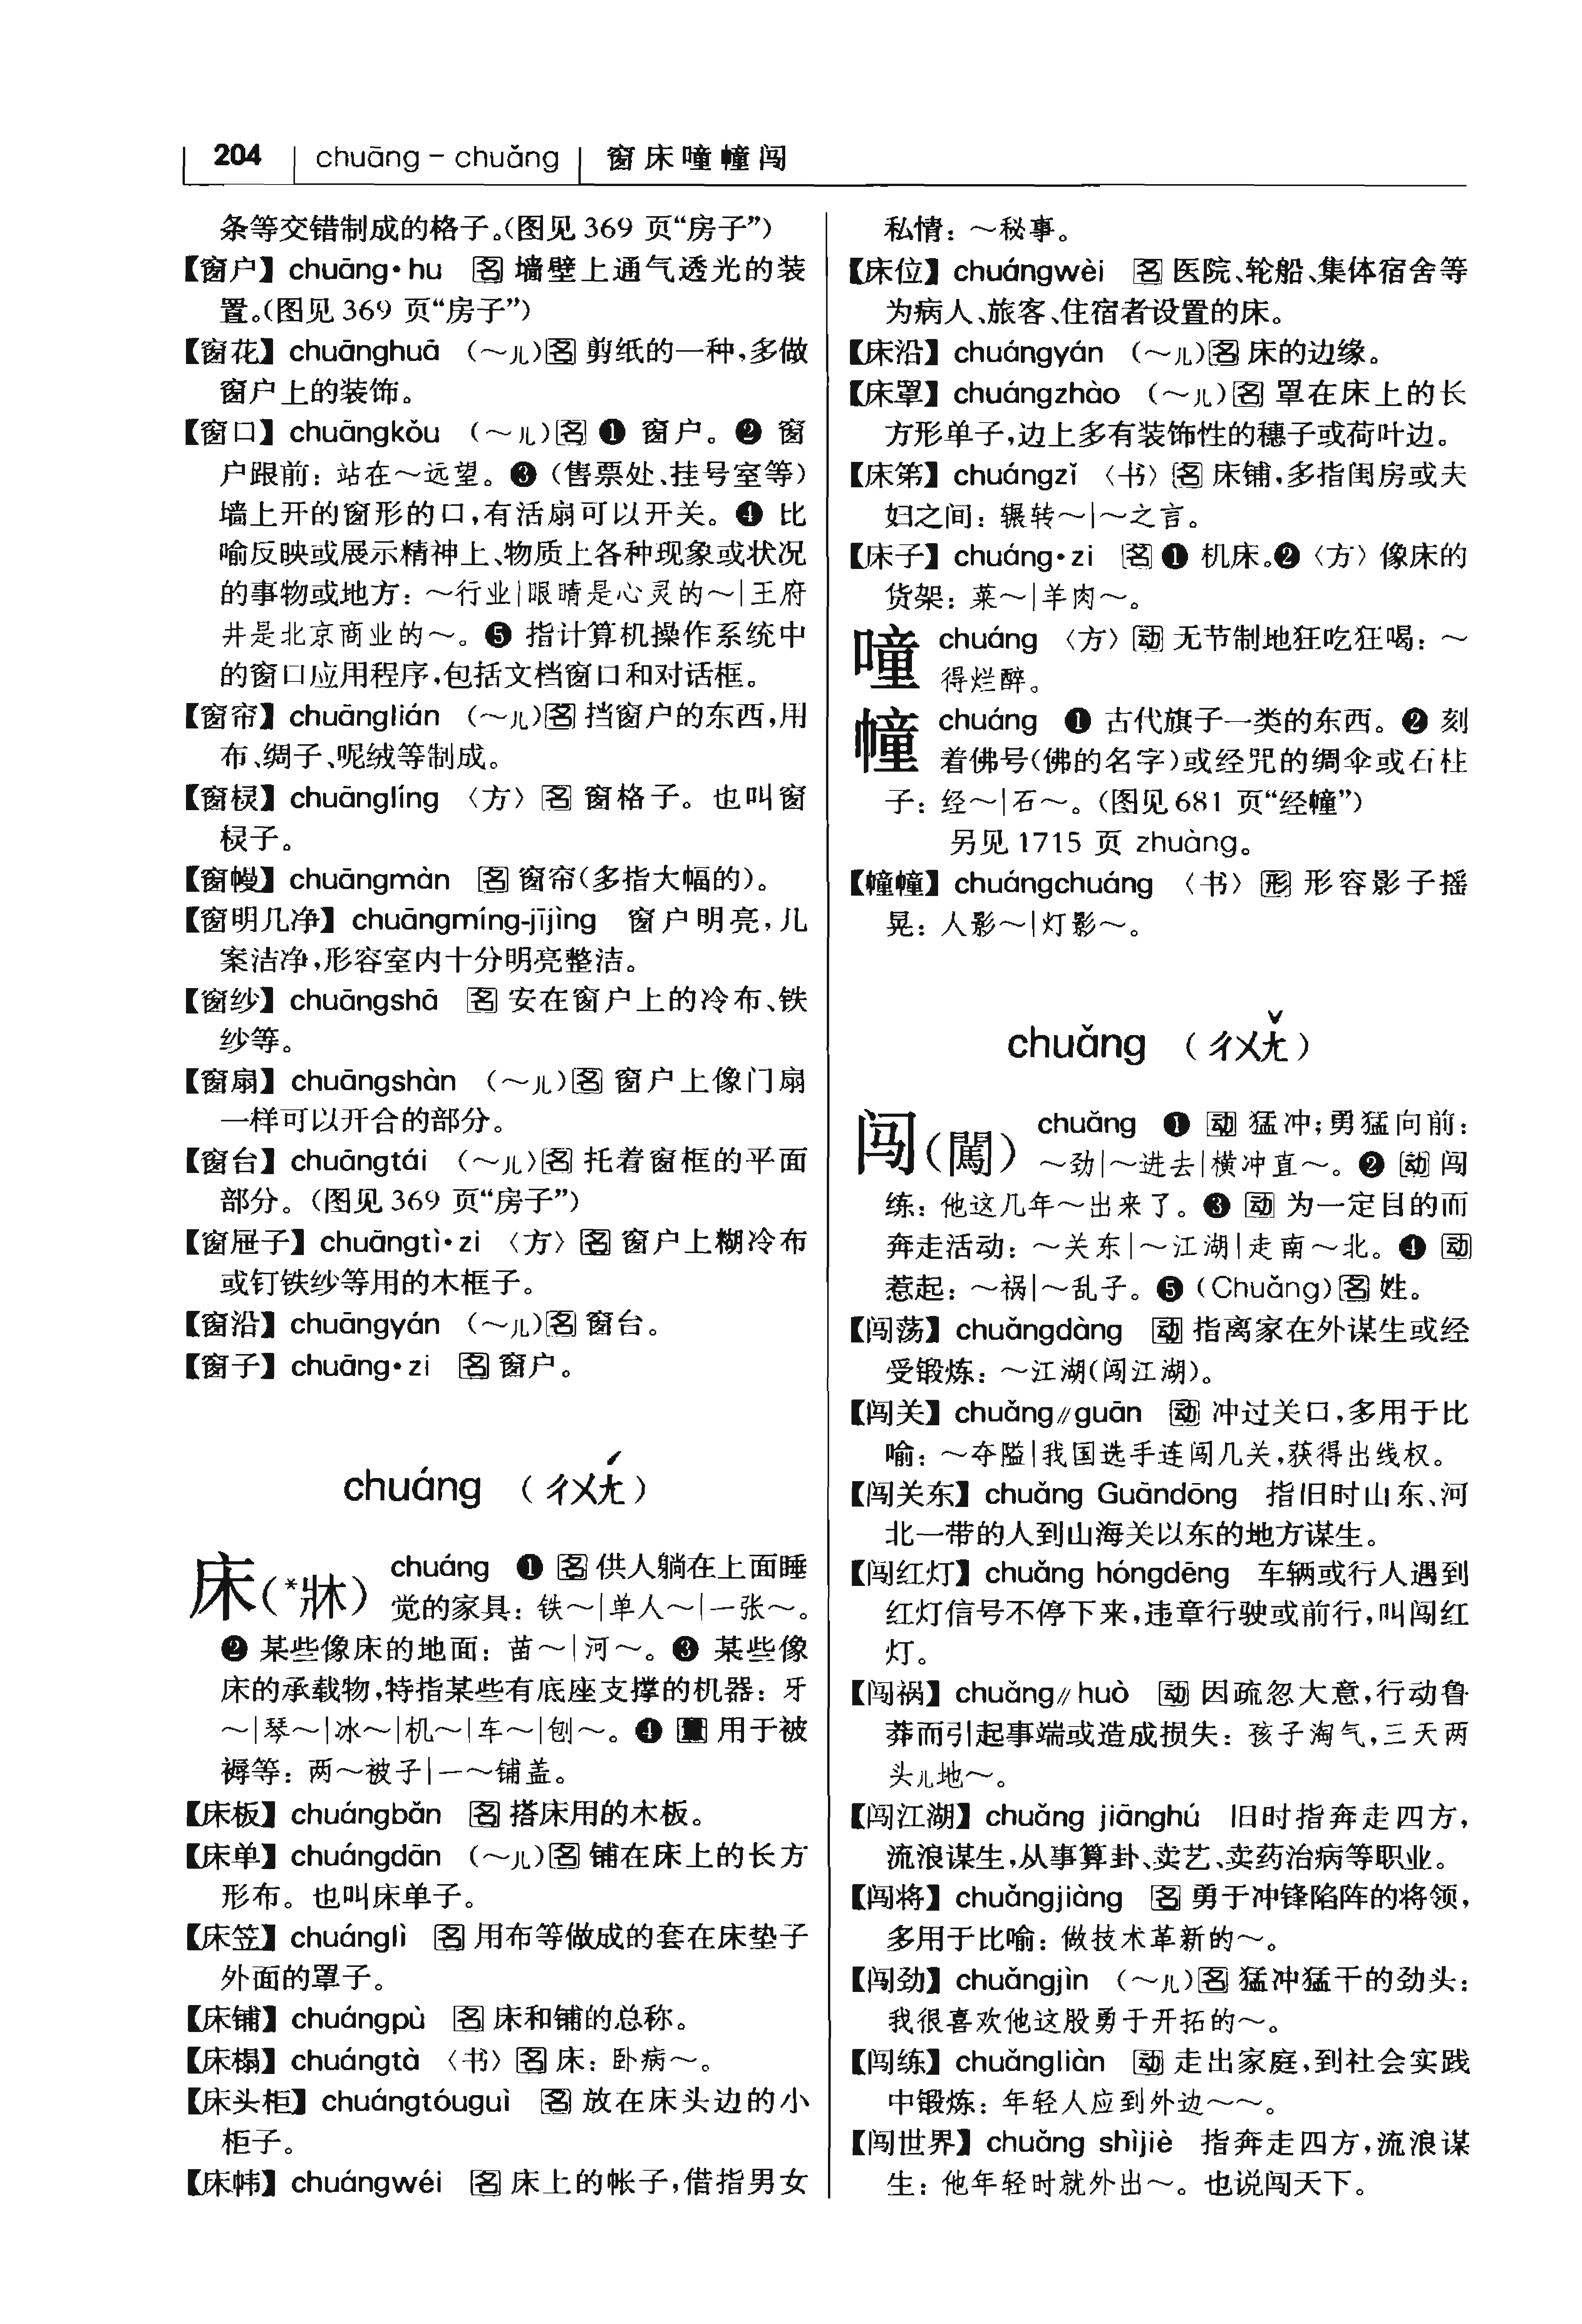 204 chuāng – chuǎng 窗床噇幢闯
条等交错制成的格子。(图见 369 页“房子”)
【窗户】 chuāng·hu 名 墙壁上通气透光的装
置。(图见 369 页“房子”)
【窗花】 chuānghuā （～儿）名 剪纸的一种,多做
窗户上的装饰。
【窗口】 chuāngkǒu （～儿）名 ❶ 窗户。❷ 窗
户跟前：站在～远望。❸（售票处、挂号室等）
墙上开的窗形的口,有活扇可以开关。❹ 比
喻反映或展示精神上、物质上各种现象或状况
的事物或地方：～行业|眼睛是心灵的～|王府
井是北京商业的～。❺ 指计算机操作系统中
的窗口应用程序,包括文档窗口和对话框。
【窗帘】 chuānglián （～儿）名 挡窗户的东西,用
布、绸子、呢绒等制成。
【窗棂】 chuānglíng 〈方〉 名 窗格子。也叫窗
棂子。
【窗幔】 chuāngmàn 名 窗帘(多指大幅的)。
【窗明几净】 chuāngmíng-jījìng 窗户明亮,几
案洁净,形容室内十分明亮整洁。
【窗纱】 chuāngshā 名 安在窗户上的冷布、铁
纱等。
【窗扇】 chuāngshàn （～儿）名 窗户上像门扇
一样可以开合的部分。
【窗台】 chuāngtái （～儿）名 托着窗框的平面
部分。(图见 369 页“房子”)
【窗屉子】 chuāngtì·zi 〈方〉 名 窗户上糊冷布
或钉铁纱等用的木框子。
【窗沿】 chuāngyán （～儿）名 窗台。
【窗子】 chuāng·zi 名 窗户。
chuáng （ㄔㄨㄤˊ）
床(*牀) chuáng ❶ 名 供人躺在上面睡
觉的家具：铁～|单人～|一张～。
❷ 某些像床的地面：苗～|河～。❸ 某些像
床的承载物,特指某些有底座支撑的机器：牙
～|琴～|冰～|机～|车～|刨～。❹ 量 用于被
褥等：两～被子|一～铺盖。
【床板】 chuángbǎn 名 搭床用的木板。
【床单】 chuángdān （～儿）名 铺在床上的长方
形布。也叫床单子。
【床笠】 chuánglì 名 用布等做成的套在床垫子
外面的罩子。
【床铺】 chuángpù 名 床和铺的总称。
【床榻】 chuángtà 〈书〉 名 床：卧病～。
【床头柜】 chuángtóuguì 名 放在床头边的小
柜子。
【床帏】 chuángwéi 名 床上的帐子,借指男女
私情：～秘事。
【床位】 chuángwèi 名 医院、轮船、集体宿舍等
为病人、旅客、住宿者设置的床。
【床沿】 chuángyán （～儿）名 床的边缘。
【床罩】 chuángzhào （～儿）名 罩在床上的长
方形单子,边上多有装饰性的穗子或荷叶边。
【床笫】 chuángzǐ 〈书〉 名 床铺,多指闺房或夫
妇之间：辗转～|～之言。
【床子】 chuáng·zi 名 ❶ 机床。❷〈方〉像床的
货架：菜～|羊肉～。
噇 chuáng 〈方〉 动 无节制地狂吃狂喝：～
得烂醉。
幢 chuáng ❶ 古代旗子一类的东西。❷ 刻
着佛号(佛的名字)或经咒的绸伞或石柱
子：经～|石～。(图见 681 页“经幢”)
另见 1715 页 zhuàng。
【幢幢】 chuángchuáng 〈书〉 形 形容影子摇
晃：人影～|灯影～。
chuǎng （ㄔㄨㄤˇ）
闯(闖) chuǎng ❶ 动 猛冲;勇猛向前：
～劲|～进去|横冲直～。❷ 动 闯
练：他这几年～出来了。❸ 动 为一定目的而
奔走活动：～关东|～江湖|走南～北。❹ 动
惹起：～祸|～乱子。❺（Chuǎng）名 姓。
【闯荡】 chuǎngdàng 动 指离家在外谋生或经
受锻炼：～江湖(闯江湖)。
【闯关】 chuǎng//guān 动 冲过关口,多用于比
喻：～夺隘|我国选手连闯几关,获得出线权。
【闯关东】 chuǎng Guāndōng 指旧时山东、河
北一带的人到山海关以东的地方谋生。
【闯红灯】 chuǎng hóngdēng 车辆或行人遇到
红灯信号不停下来,违章行驶或前行,叫闯红
灯。
【闯祸】 chuǎng//huò 动 因疏忽大意,行动鲁
莽而引起事端或造成损失：孩子淘气,三天两
头儿地～。
【闯江湖】 chuǎng jiānghú 旧时指奔走四方,
流浪谋生,从事算卦、卖艺、卖药治病等职业。
【闯将】 chuǎngjiàng 名 勇于冲锋陷阵的将领,
多用于比喻：做技术革新的～。
【闯劲】 chuǎngjìn （～儿）名 猛冲猛干的劲头：
我很喜欢他这股勇于开拓的～。
【闯练】 chuǎngliàn 动 走出家庭,到社会实践
中锻炼：年轻人应到外边～～。
【闯世界】 chuǎng shìjiè 指奔走四方,流浪谋
生：他年轻时就外出～。也说闯天下。